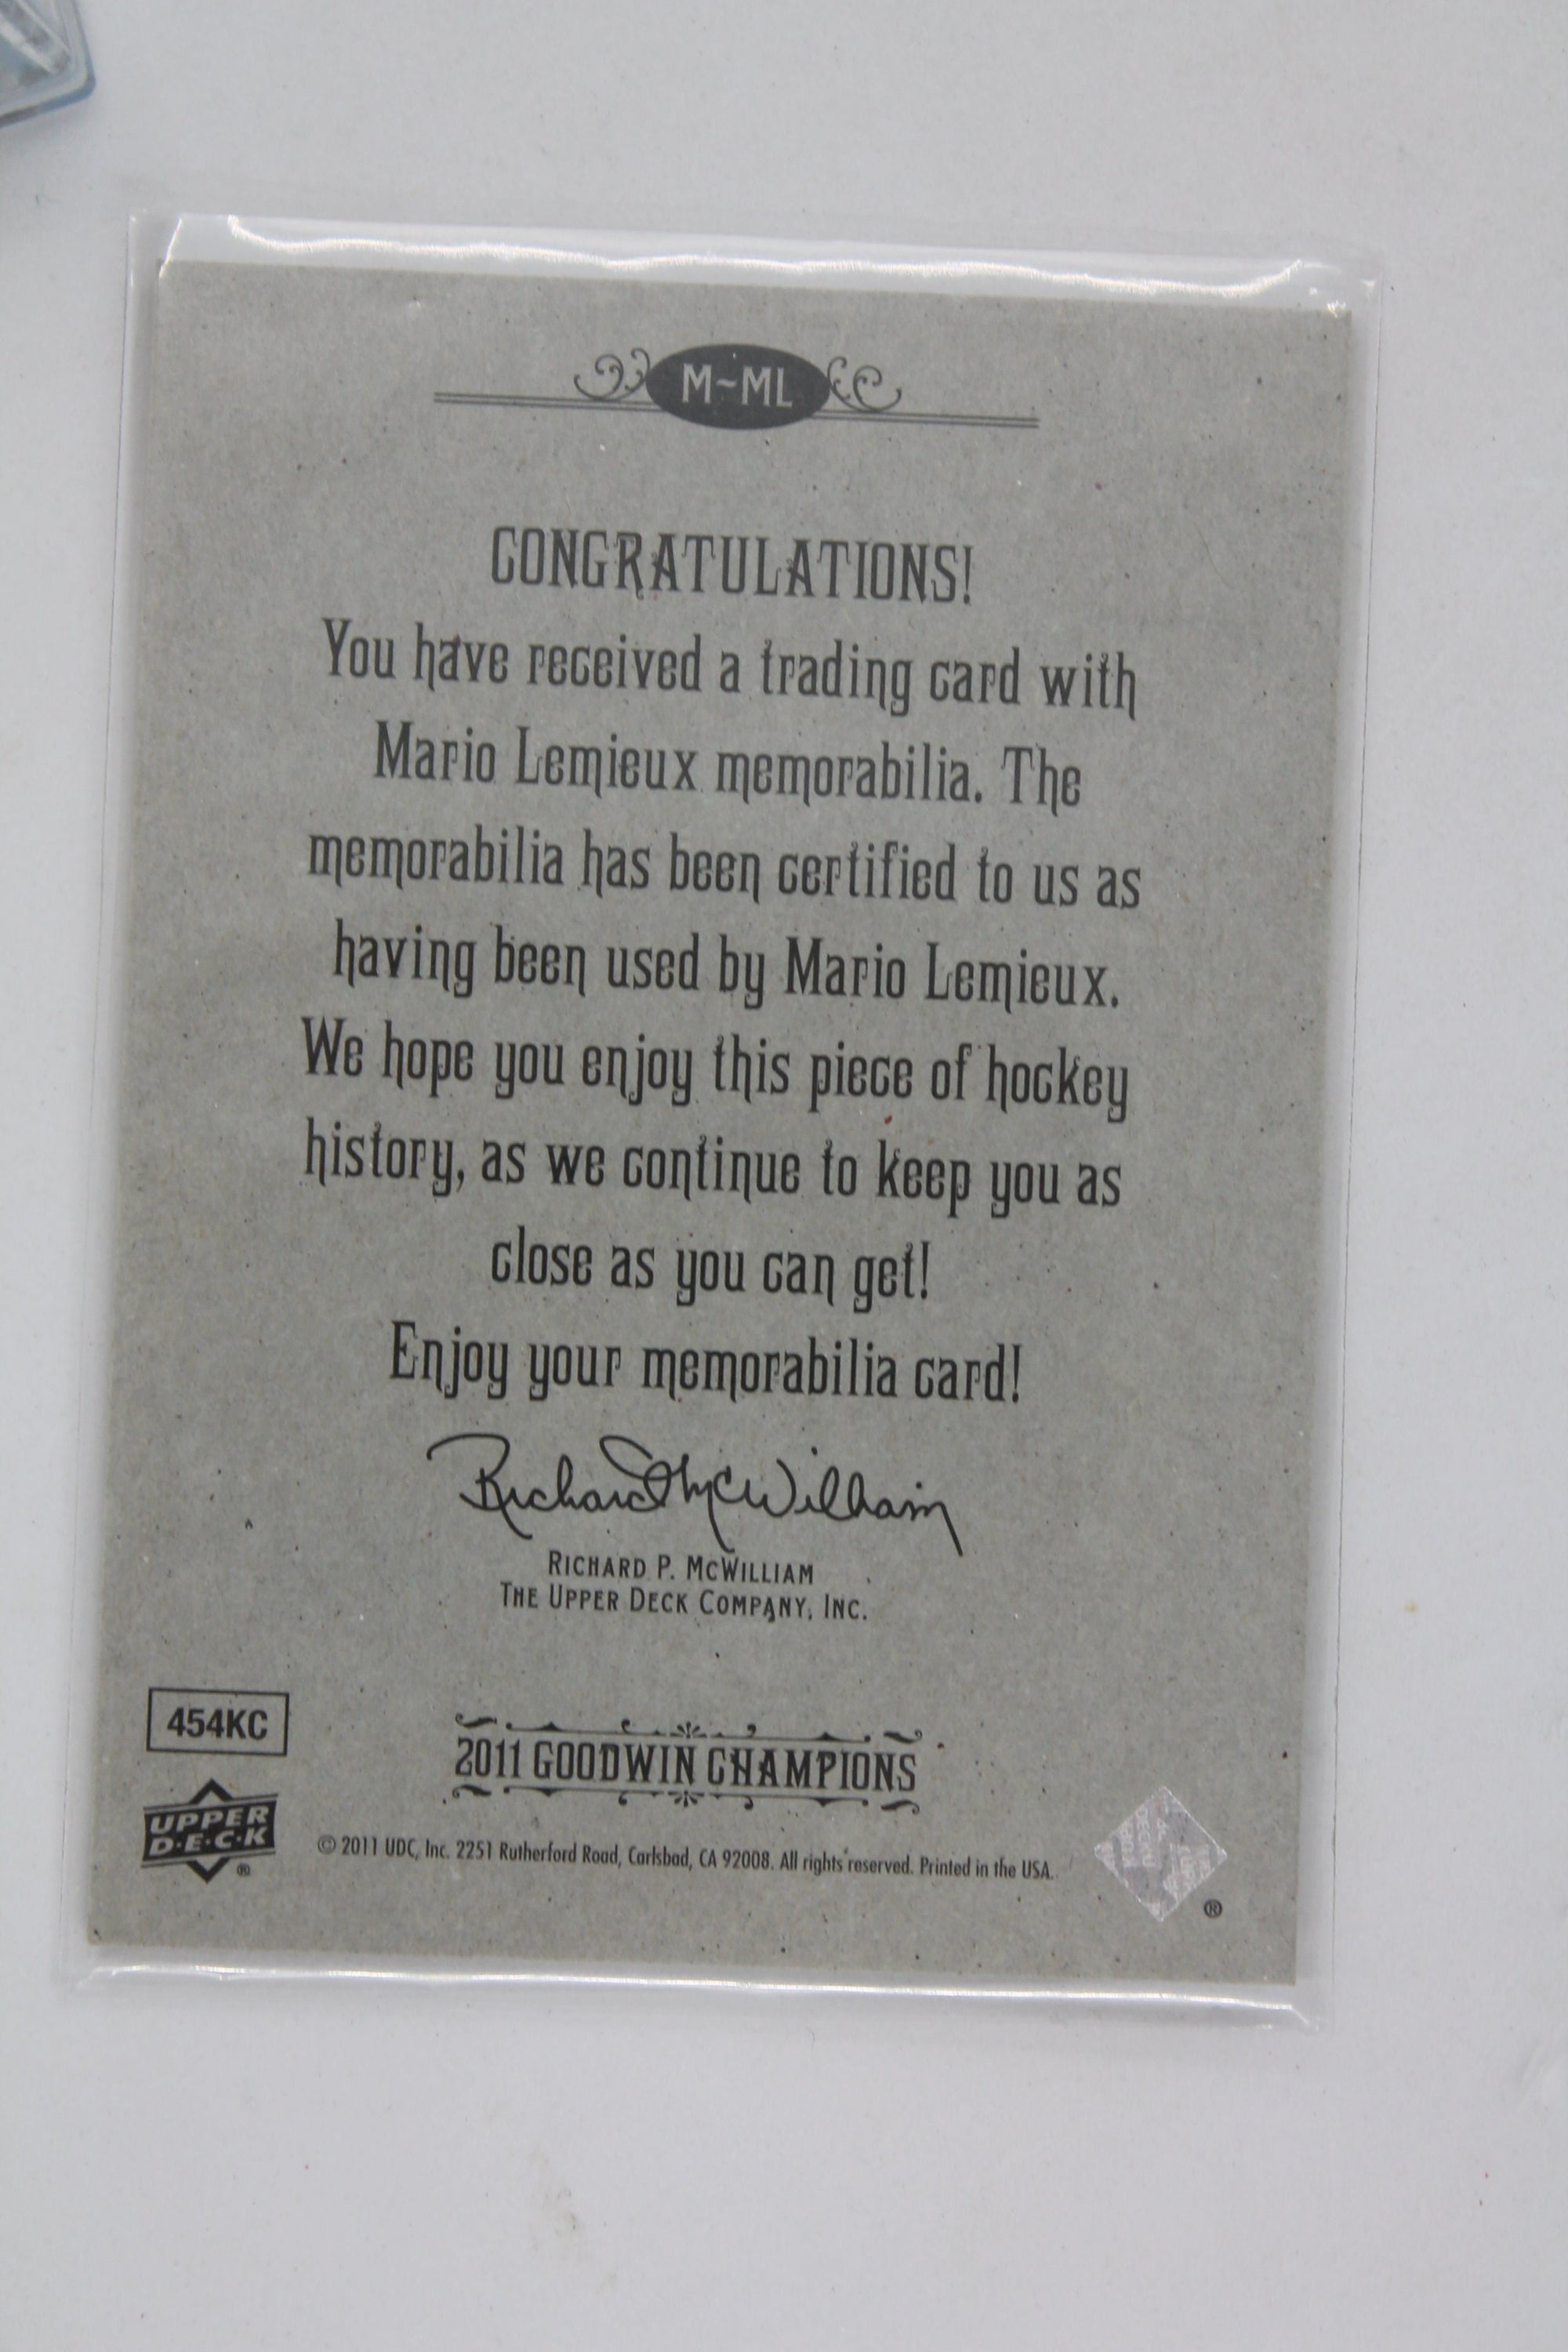 M~ML
CONGRATULATIONS!
You have received a trading card with
Mario Lemieux memorabilia. The
memorabilia has been certified to us as
having been used by Mario Lemieux.
We hope you enjoy this piece of hockey
history, as we continue to keep you as
close as you can get!
Enjoy your memorabilia card!
Richard McWilliam
RICHARD P. MCWILLIAM
THE UPPER DECK COMPANY, INC.
454KC
2011 GOODWIN CHAMPIONS
UPPER
D·E·C·K
®
© 2011 UDC, Inc. 2251 Rutherford Road, Carlsbad, CA 92008. All rights reserved. Printed in the USA.
®